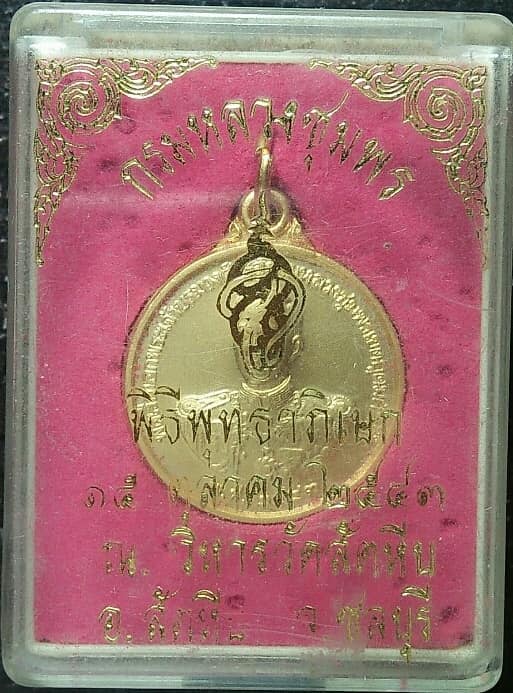 กรมหลวงชุมพร
พิธีพุทธาภิเษก
๑๕ ตุลาคม ๒๕๔๓
ณ. วิหารวัดสัตหีบ
อ. สัตหีบ จ ชลบุรี